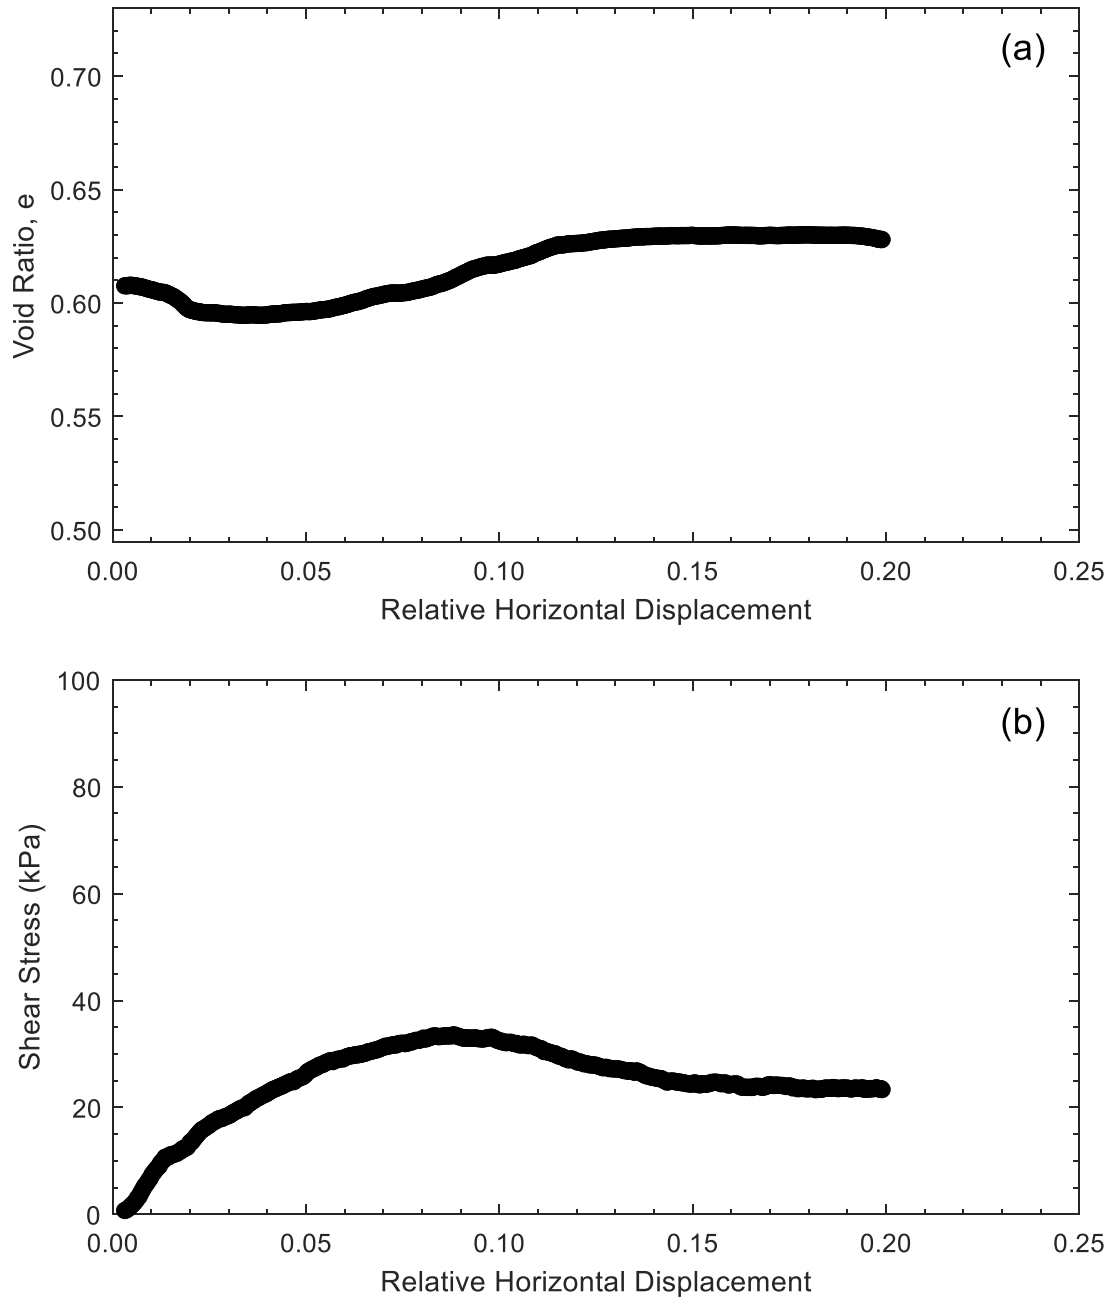 (a)
0.70
0.65
0.60
0.55
0.50
Void Ratio, e
0.00 0.05 0.10 0.15 0.20 0.25
Relative Horizontal Displacement
(b)
100
80
60
40
20
0
Shear Stress (kPa)
0.00 0.05 0.10 0.15 0.20 0.25
Relative Horizontal Displacement